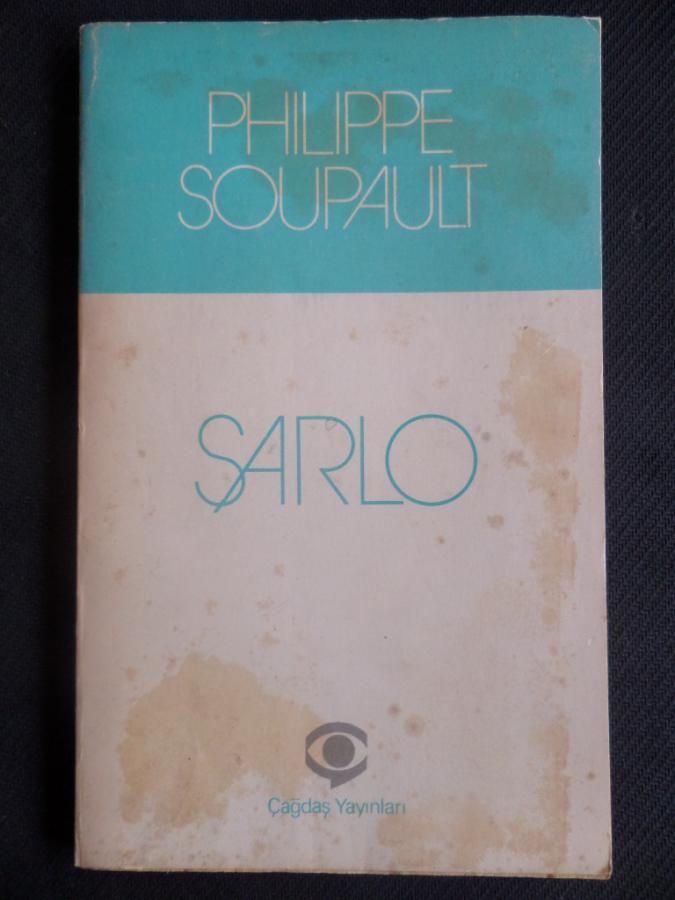 PHILIPPE
SOUPAULT
ŞARLO
Çağdaş Yayınları